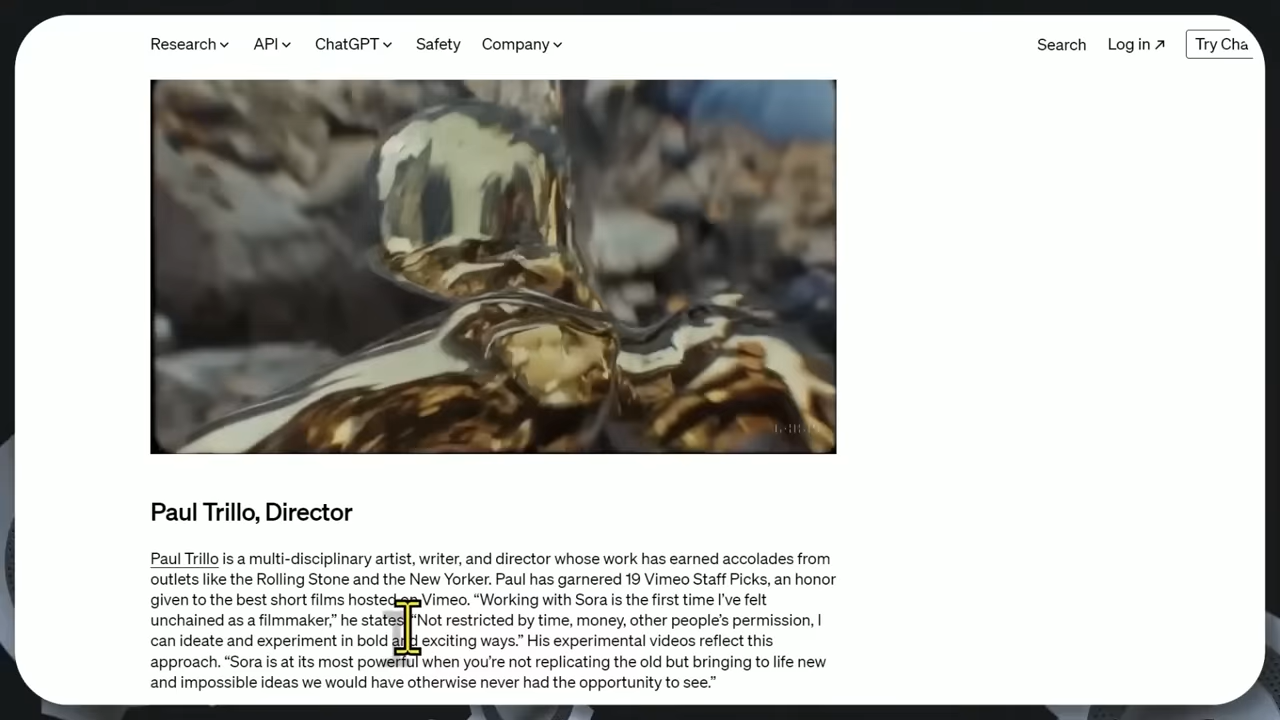 Research API ChatGPT Safety Company Search Log in ↗ Try Cha
Paul Trillo, Director
Paul Trillo is a multi-disciplinary artist, writer, and director whose work has earned accolades from
outlets like the Rolling Stone and the New Yorker. Paul has garnered 19 Vimeo Staff Picks, an honor
given to the best short films hosted on Vimeo. “Working with Sora is the first time I’ve felt
unchained as a filmmaker,” he states. “Not restricted by time, money, other people’s permission, I
can ideate and experiment in bold and exciting ways.” His experimental videos reflect this
approach. “Sora is at its most powerful when you’re not replicating the old but bringing to life new
and impossible ideas we would have otherwise never had the opportunity to see.”